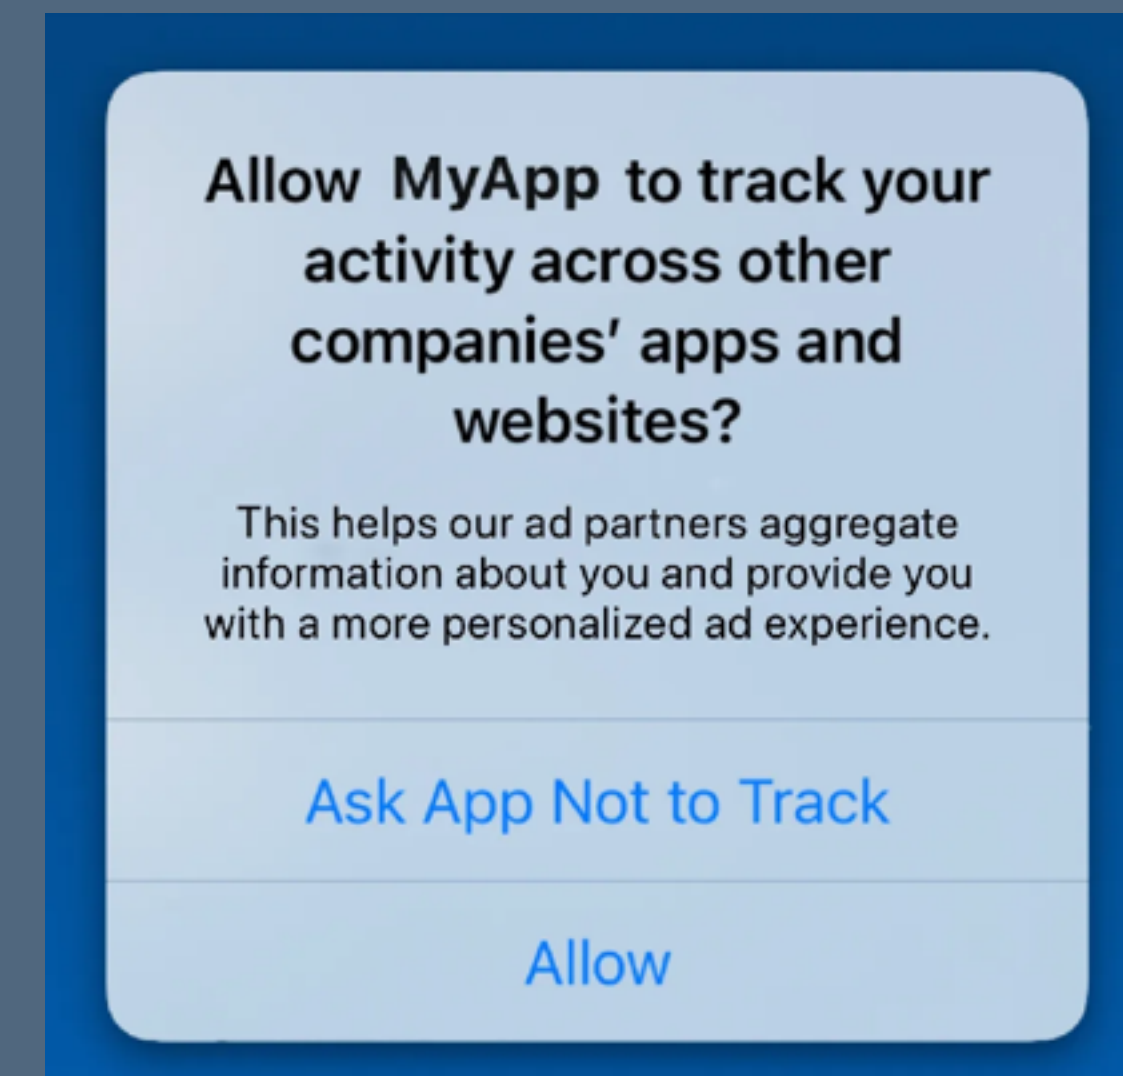 Allow MyApp to track your
activity across other
companies’ apps and
websites?
This helps our ad partners aggregate
information about you and provide you
with a more personalized ad experience.
Ask App Not to Track
Allow